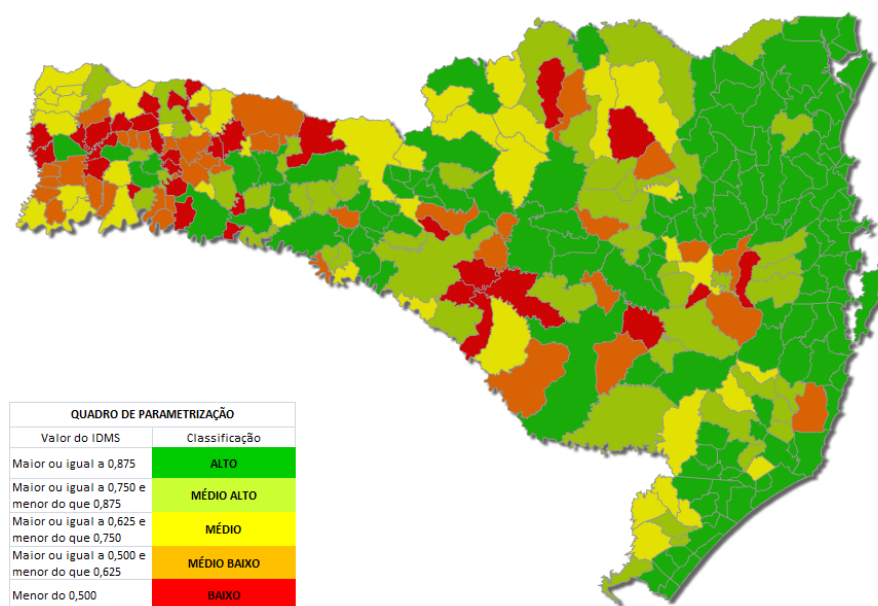 QUADRO DE PARAMETRIZAÇÃO
Valor do IDMS Classificação
Maior ou igual a 0,875 ALTO
Maior ou igual a 0,750 e
menor do que 0,875 MÉDIO ALTO
Maior ou igual a 0,625 e
menor do que 0,750 MÉDIO
Maior ou igual a 0,500 e
menor do que 0,625 MÉDIO BAIXO
Menor do 0,500 BAIXO